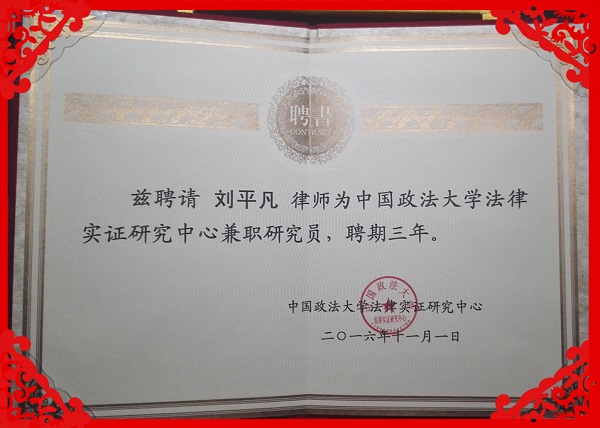 聘書
CONTRACT
兹聘请 刘平凡 律师为中国政法大学法律
实证研究中心兼职研究员，聘期三年。
中国政法大学法律实证研究中心
二〇一六年十一月一日